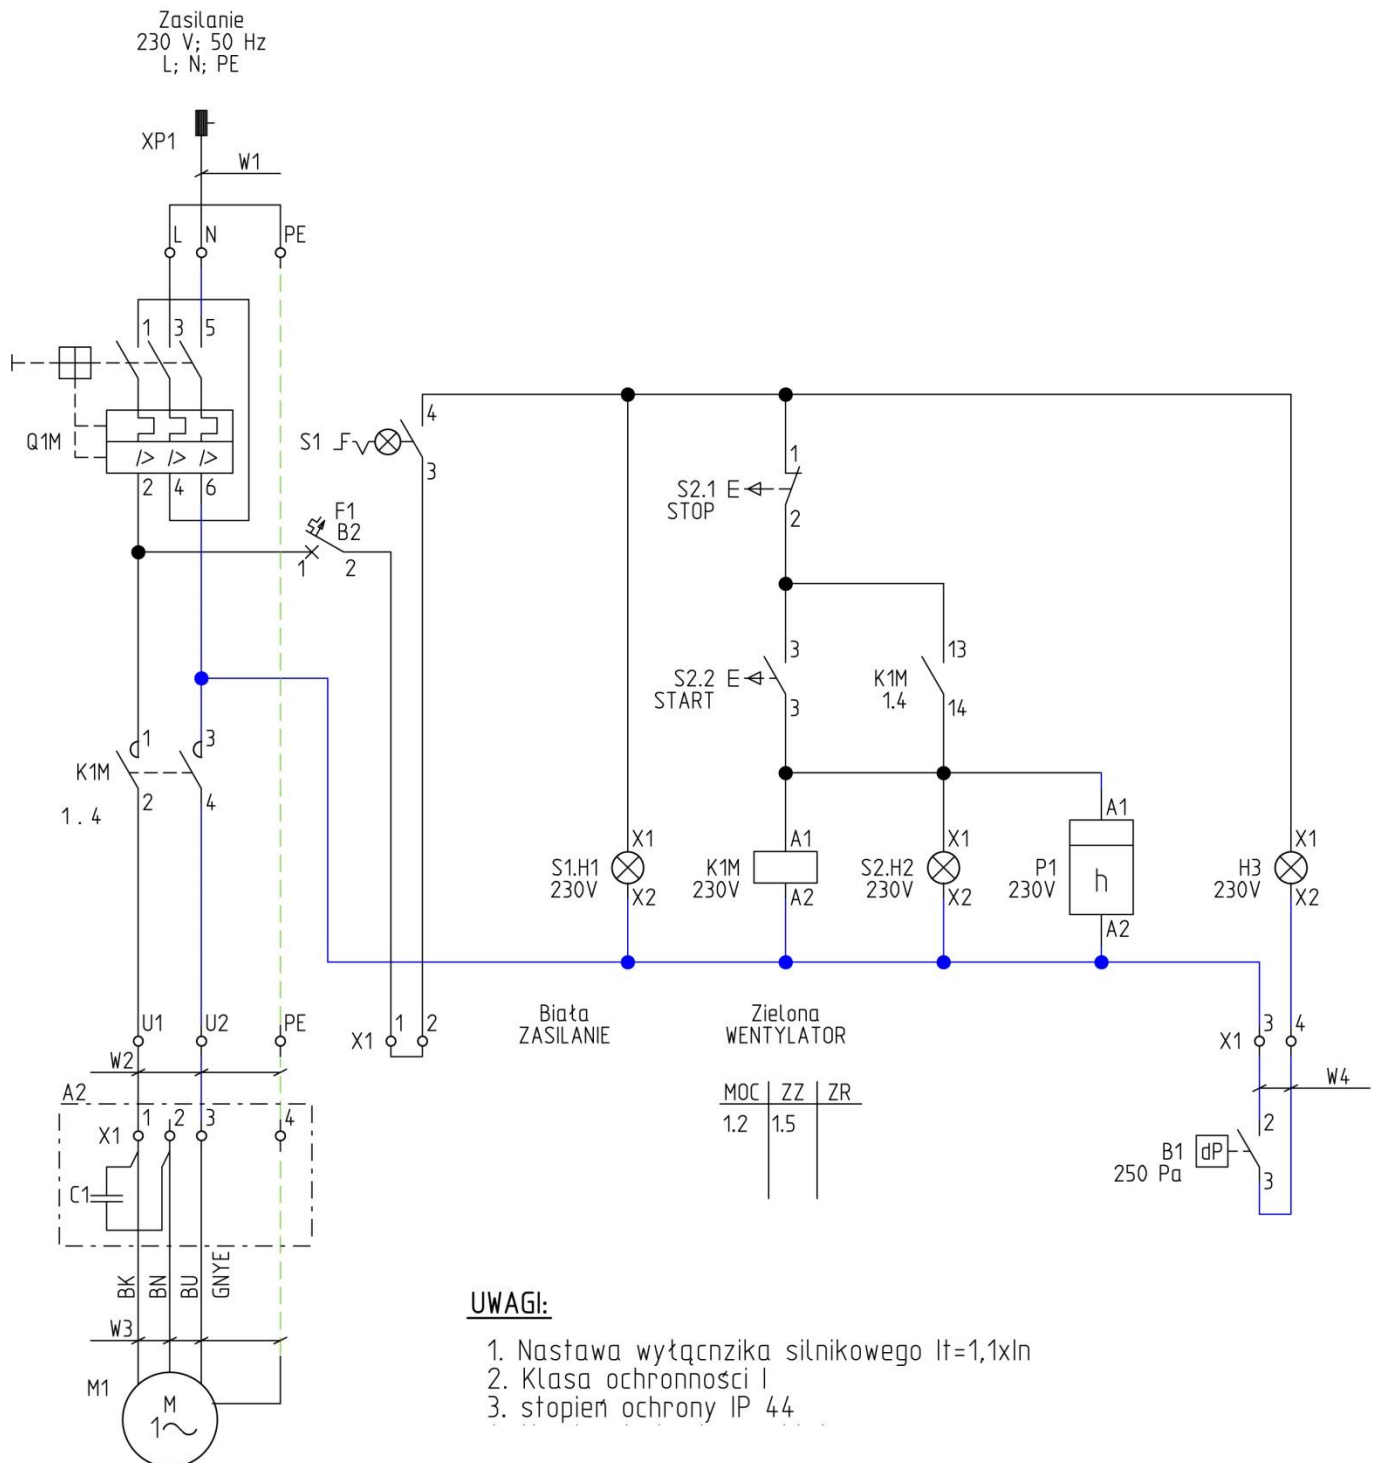 Zasilanie
230 V; 50 Hz
L; N; PE
XP1
W1
L N PE
1 3 5
Q1M
I> I> I>
2 4 6
S1
4
3
F1
B2
1 2
1
S2.1 E
STOP
2
3
S2.2 E
START
3
13
K1M
1.4
14
1 3
K1M
2 4
1.4
X1
S1.H1
230V
X2
A1
K1M
230V
A2
X1
S2.H2
230V
X2
A1
P1
230V
h
A2
X1
H3
230V
X2
U1 U2 PE
X1 1 2
Biała
ZASILANIE
Zielona
WENTYLATOR
X1 3 4
W2
W4
A2
MOC ZZ ZR
1.2 1.5
X1 1 2 3 4
C1
2
B1 dP
250 Pa
3
BK BN BU GNYE
W3
M1
M
1~
UWAGI:
1. Nastawa wyłącnzika silnikowego It=1,1xIn
2. Klasa ochronności I
3. stopień ochrony IP 44